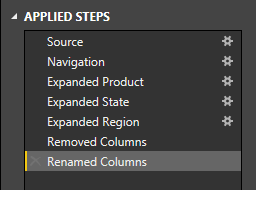 APPLIED STEPS
Source
Navigation
Expanded Product
Expanded State
Expanded Region
Removed Columns
Renamed Columns